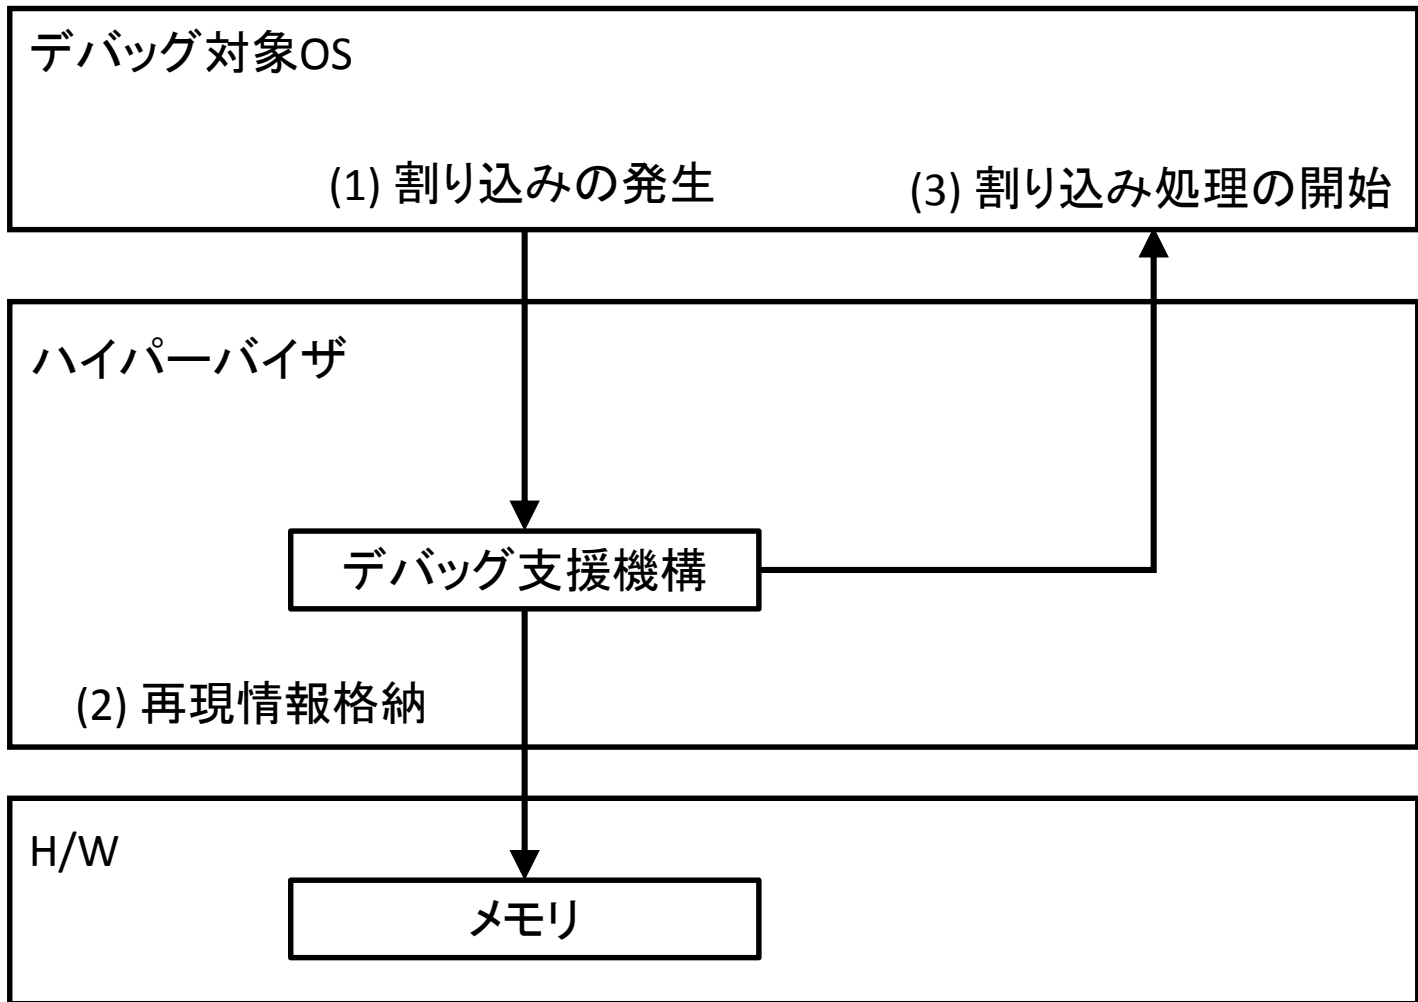 デバッグ対象OS
(1) 割り込みの発生
(3) 割り込み処理の開始
ハイパーバイザ
デバッグ支援機構
(2) 再現情報格納
H/W
メモリ